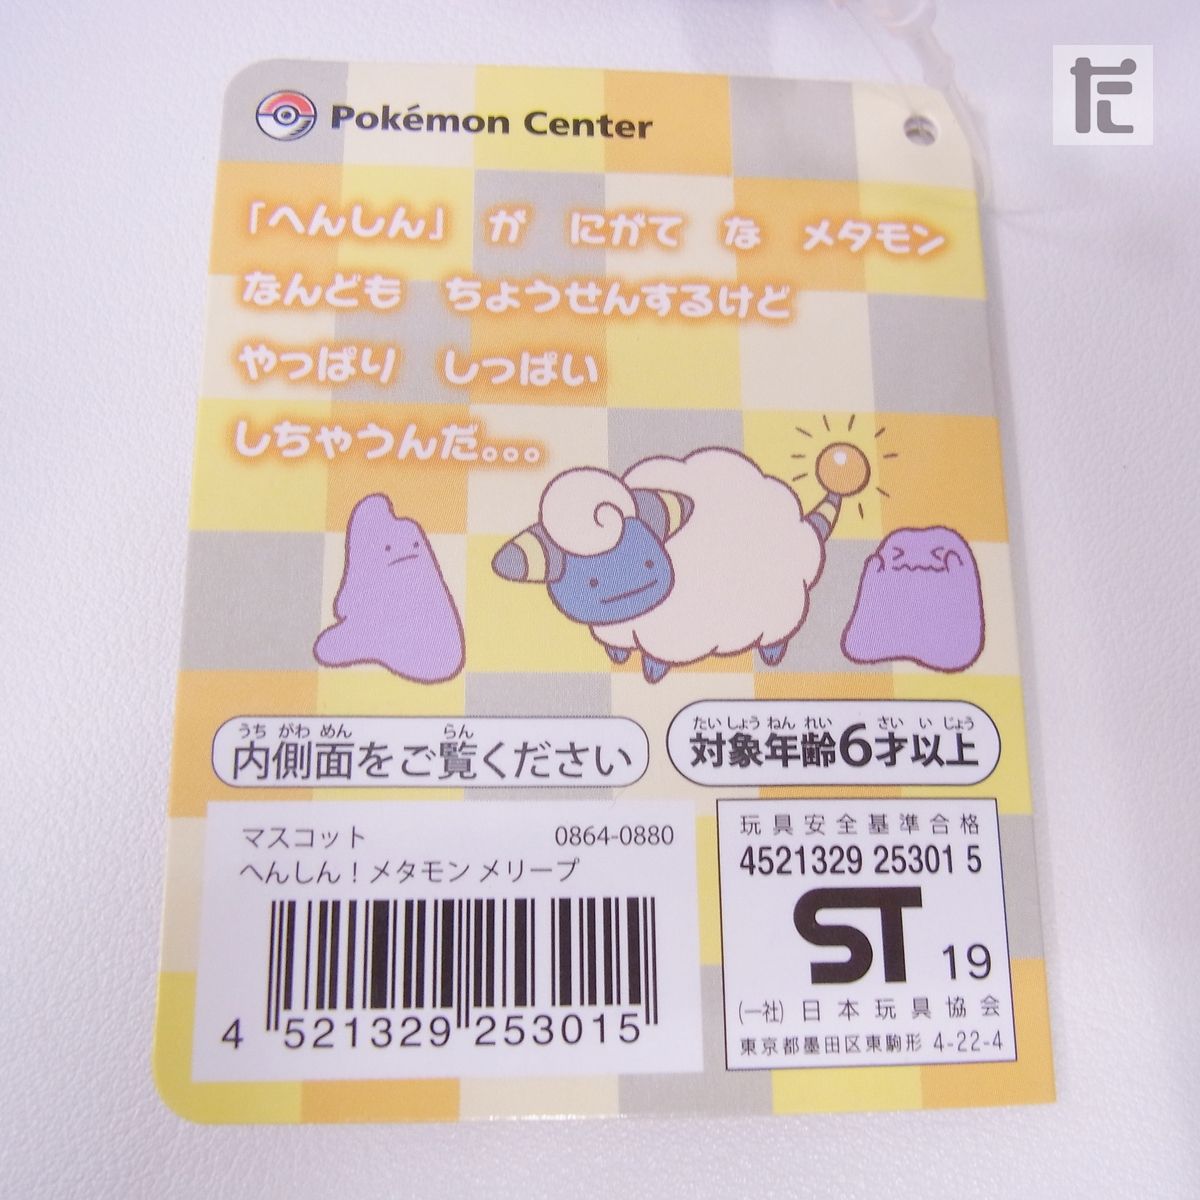 Pokémon Center
「へんしん」 が にがて な メタモン
なんども ちょうせんするけど
やっぱり しっぱい
しちゃうんだ。。。
うち がわ めん らん
内側面をご覧ください
たい しょう ねん れい さい い じょう
対象年齢6才以上
マスコット 0864-0880
へんしん！メタモン メリープ
4 521329 253015
玩具安全基準合格
4521329 25301 5
ST 19
(一社) 日本玩具協会
東京都墨田区東駒形 4-22-4